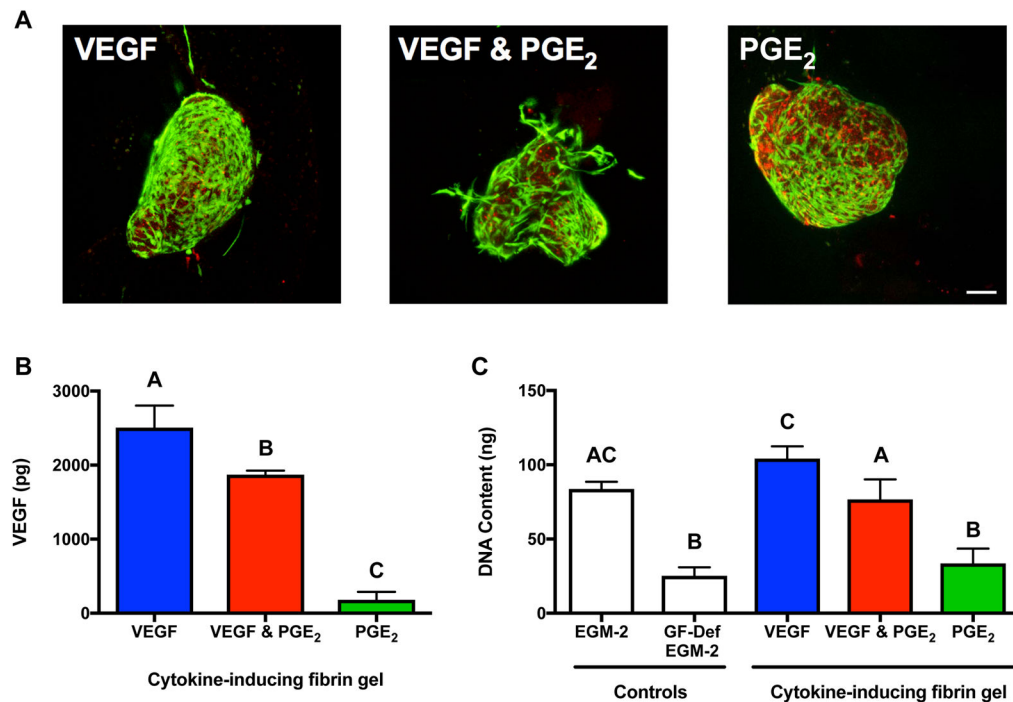 A
VEGF
VEGF & PGE₂
PGE₂
B
VEGF (pg)
3000
2000
1000
0
A
B
C
VEGF
VEGF & PGE₂
PGE₂
Cytokine-inducing fibrin gel
C
DNA Content (ng)
150
100
50
0
AC
B
C
A
B
EGM-2
GF-Def
EGM-2
VEGF
VEGF & PGE₂
PGE₂
Controls
Cytokine-inducing fibrin gel